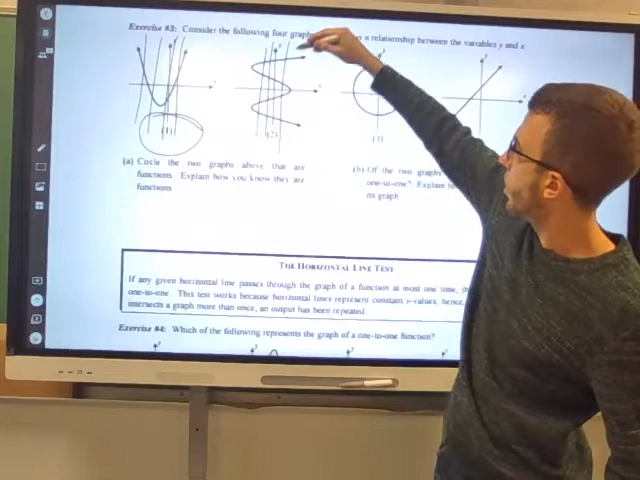 Exercise #3: Consider the following four graphs a relationship between the variables y and x.
y
y
y
y
x
x
x
(1)
(2)
(3)
(a) Circle the two graphs above that are
functions. Explain how you know they are
functions
(b) Of the two graphs
one-to-one? Explain
its graph
THE HORIZONTAL LINE TEST
If any given horizontal line passes through the graph of a function at most one time,
one-to-one. This test works because horizontal lines represent constant y-values, hence,
intersects a graph more than once, an output has been repeated.
Exercise #4: Which of the following represents the graph of a one-to-one function?
y
y
y
y